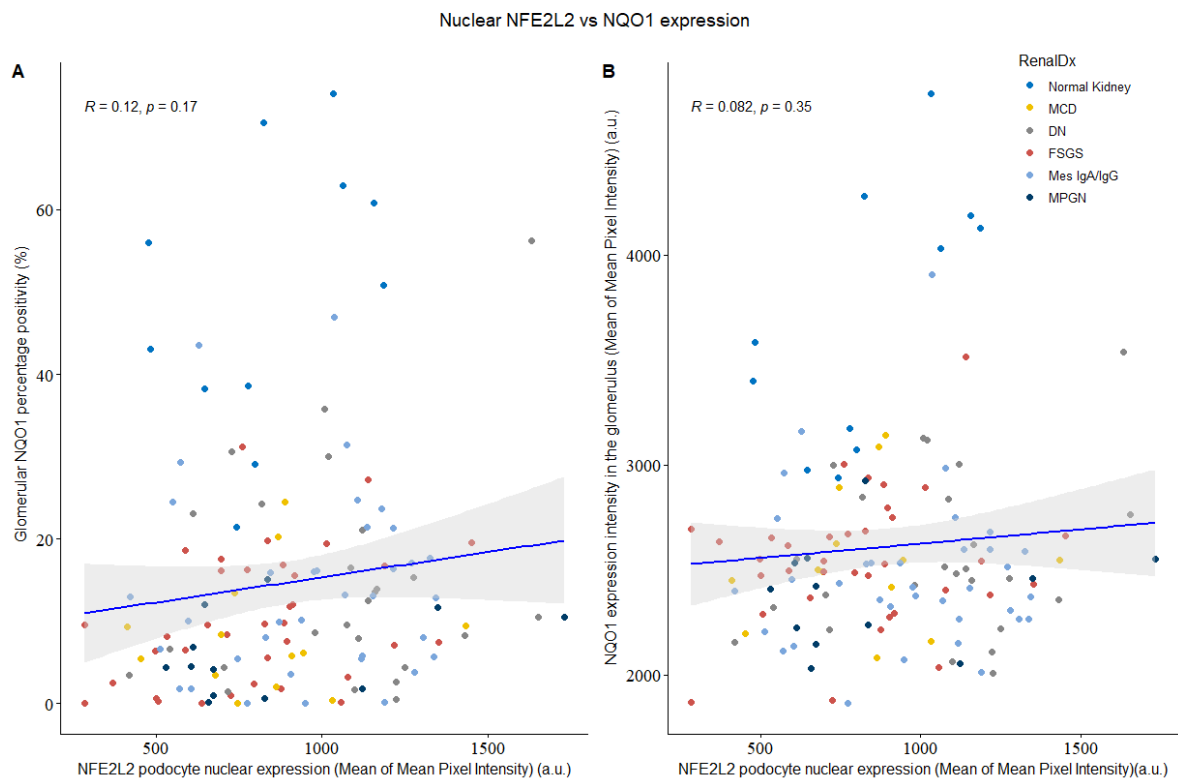 Nuclear NFE2L2 vs NQO1 expression
A
R = 0.12, p = 0.17
Glomerular NQO1 percentage positivity (%)
60
40
20
0
500
1000
1500
NFE2L2 podocyte nuclear expression (Mean of Mean Pixel Intensity) (a.u.)
B
R = 0.082, p = 0.35
RenalDx
Normal Kidney
MCD
DN
FSGS
Mes IgA/IgG
MPGN
NQO1 expression intensity in the glomerulus (Mean of Mean Pixel Intensity) (a.u.)
4000
3000
2000
500
1000
1500
NFE2L2 podocyte nuclear expression (Mean of Mean Pixel Intensity)(a.u.)